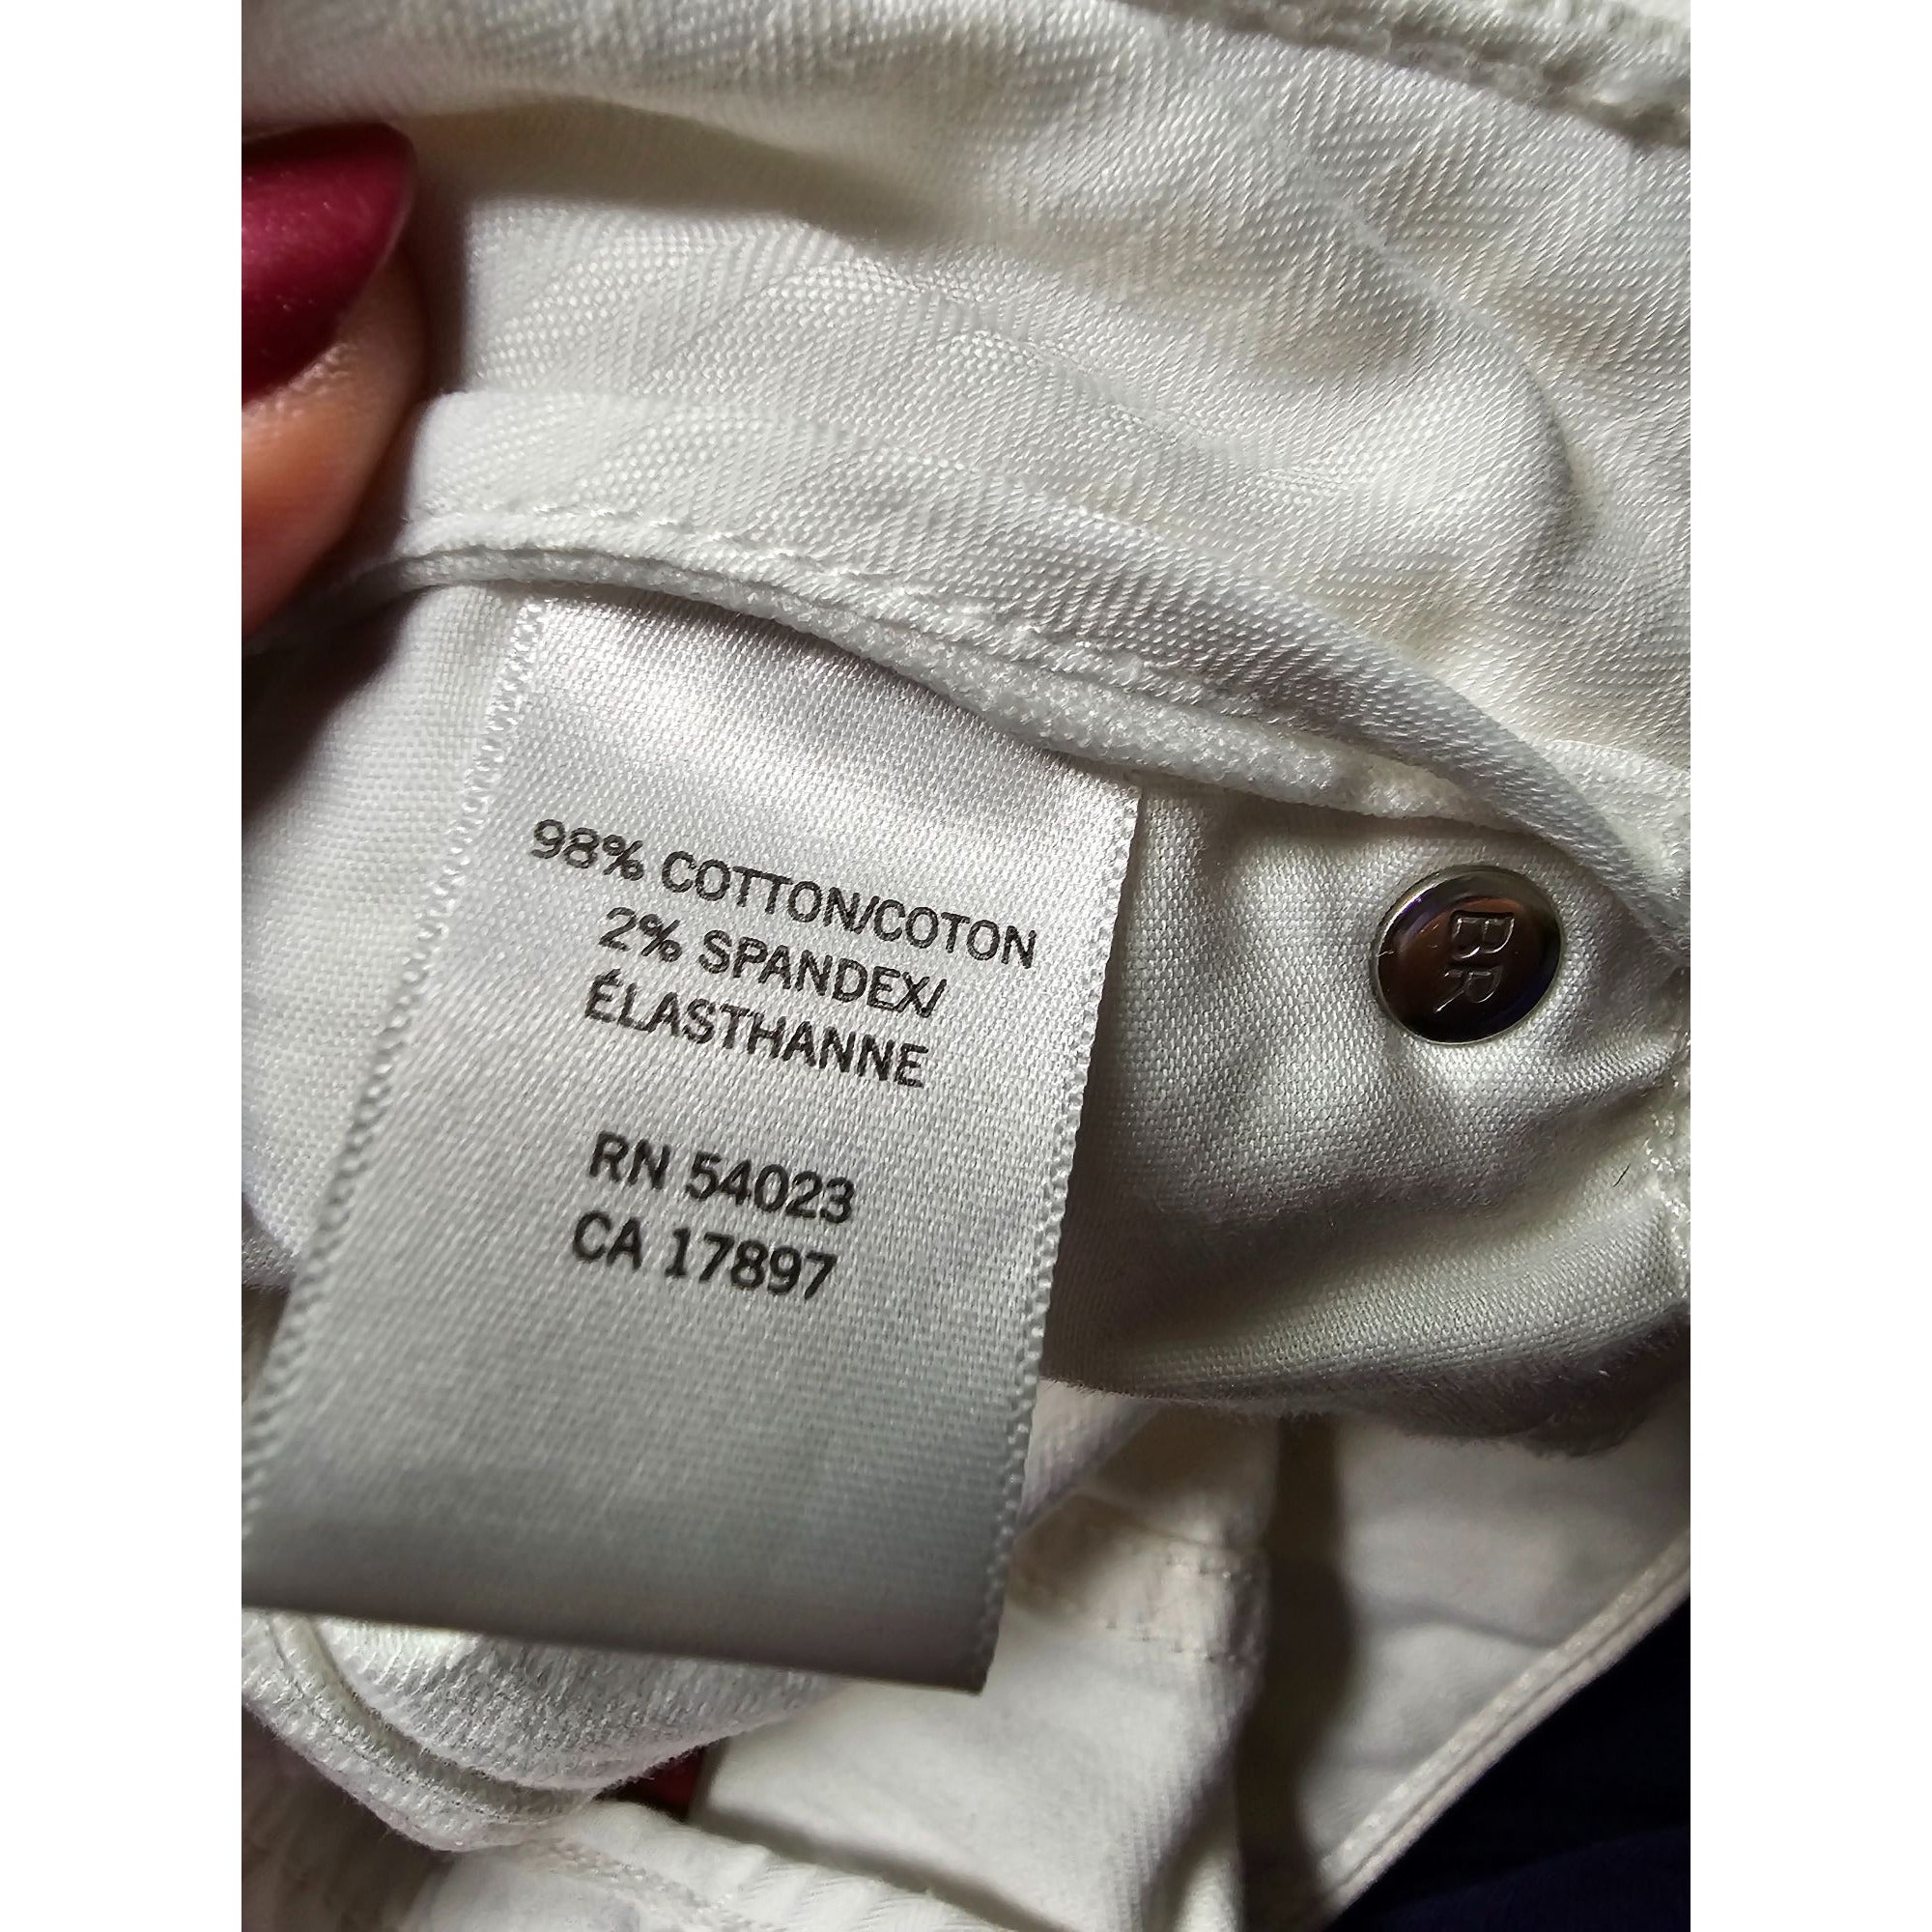 98% COTTON/COTON
2% SPANDEX/
ÉLASTHANNE
RN 54023
CA 17897
BR